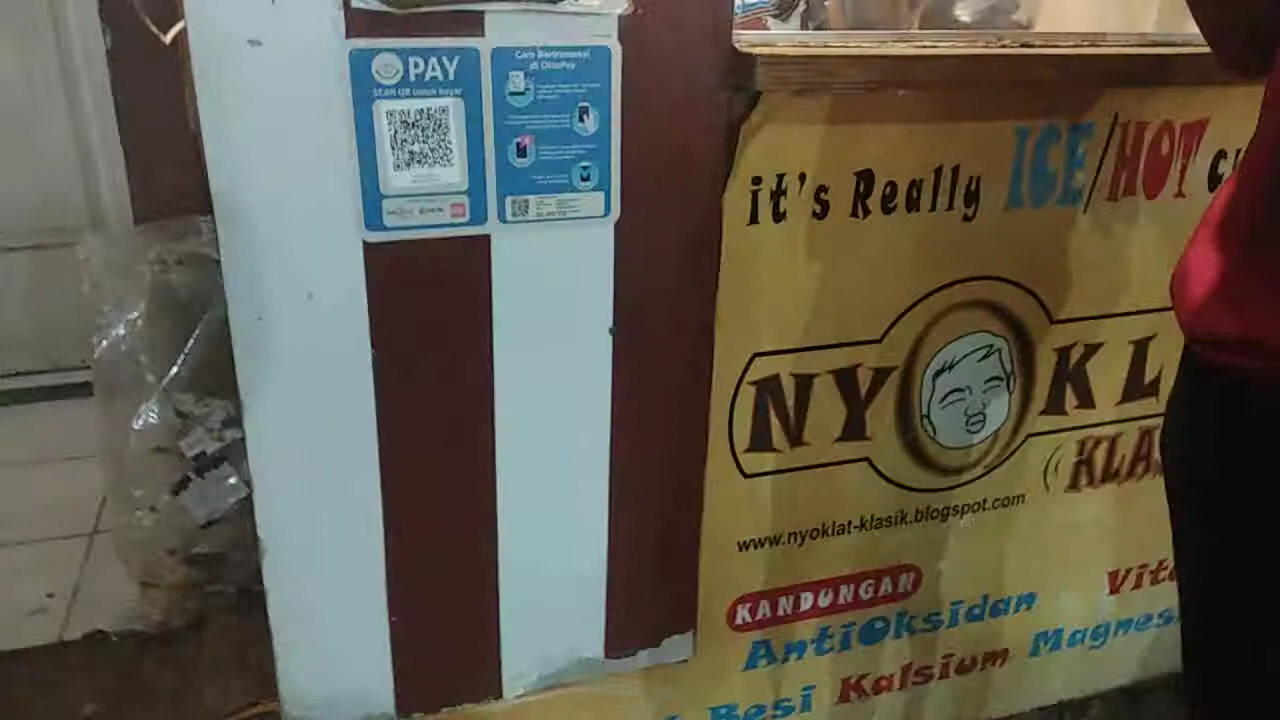 PAY
SCAN QR untuk bayar
Cara Bertransaksi
di OttoPay
it's Really ICE/HOT
NYOKL
KLA
www.nyoklat-klasik.blogspot.com
KANDUNGAN
AntiOksidan
Vita
Besi Kalsium Magnes